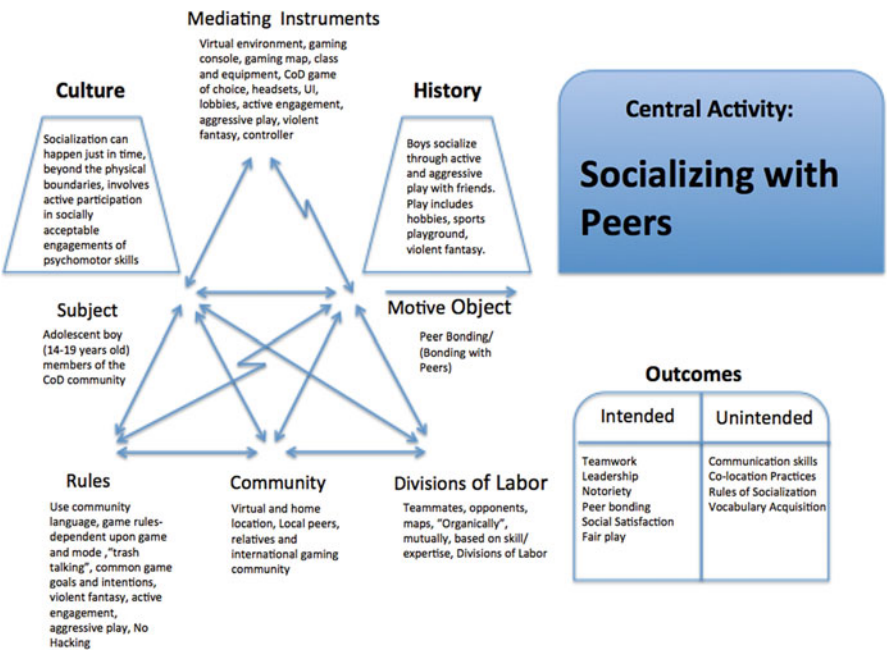 Mediating Instruments
Virtual environment, gaming
console, gaming map, class
and equipment, CoD game
of choice, headsets, UI,
lobbies, active engagement,
aggressive play, violent
fantasy, controller
Culture
Socialization can
happen just in time,
beyond the physical
boundaries, involves
active participation
in socially
acceptable
engagements of
psychomotor skills
History
Boys socialize
through active
and aggressive
play with friends.
Play includes
hobbies, sports
playground,
violent fantasy.
Central Activity:
Socializing with
Peers
Subject
Adolescent boy
(14-19 years old)
members of the
CoD community
Motive Object
Peer Bonding/
(Bonding with
Peers)
Rules
Use community
language, game rules-
dependent upon game
and mode ,"trash
talking", common game
goals and intentions,
violent fantasy, active
engagement,
aggressive play, No
Hacking
Community
Virtual and home
location, Local peers,
relatives and
international gaming
community
Divisions of Labor
Teammates, opponents,
maps, "Organically",
mutually, based on skill/
expertise, Divisions of Labor
Outcomes
Intended
Teamwork
Leadership
Notoriety
Peer bonding
Social Satisfaction
Fair play
Unintended
Communication skills
Co-location Practices
Rules of Socialization
Vocabulary Acquisition